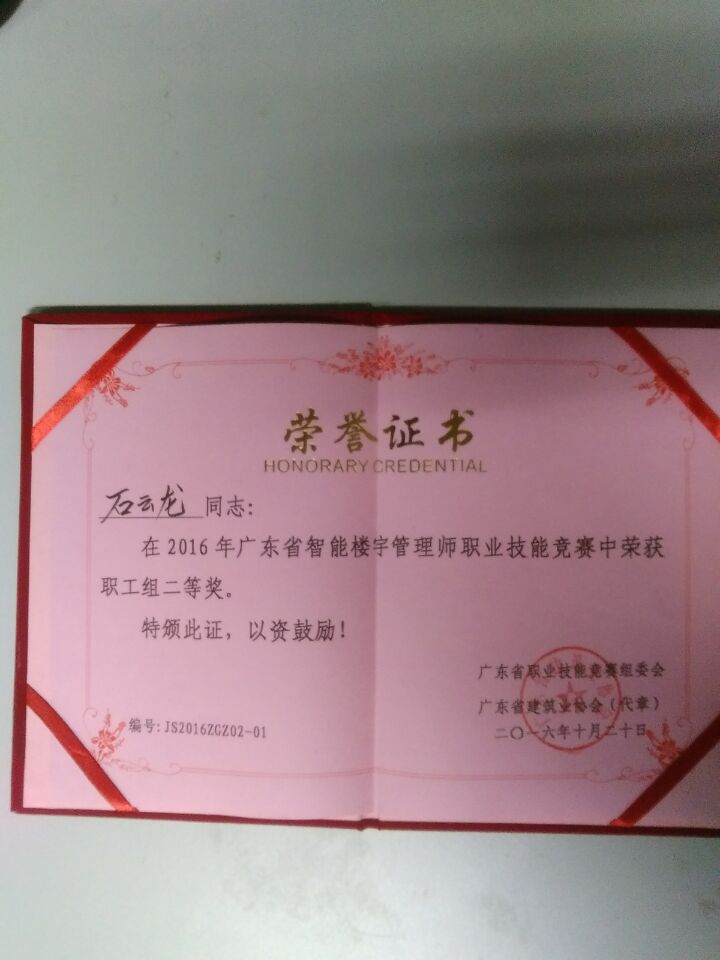 荣誉证书
HONORARY CREDENTIAL
石云龙 同志：
在2016年广东省智能楼宇管理师职业技能竞赛中荣获
职工组二等奖。
特颁此证，以资鼓励！
广东省职业技能竞赛组委会
广东省建筑业协会（代章）
二〇一六年十月二十日
编号：JS2016ZGZ02-01